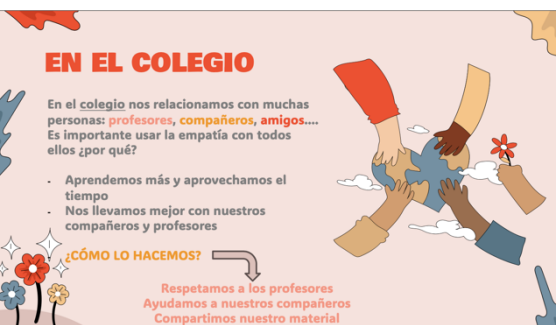 EN EL COLEGIO
En el colegio nos relacionamos con muchas
personas: profesores, compañeros, amigos....
Es importante usar la empatía con todos
ellos ¿por qué?
- Aprendemos más y aprovechamos el
tiempo
- Nos llevamos mejor con nuestros
compañeros y profesores
¿CÓMO LO HACEMOS?
Respetamos a los profesores
Ayudamos a nuestros compañeros
Compartimos nuestro material